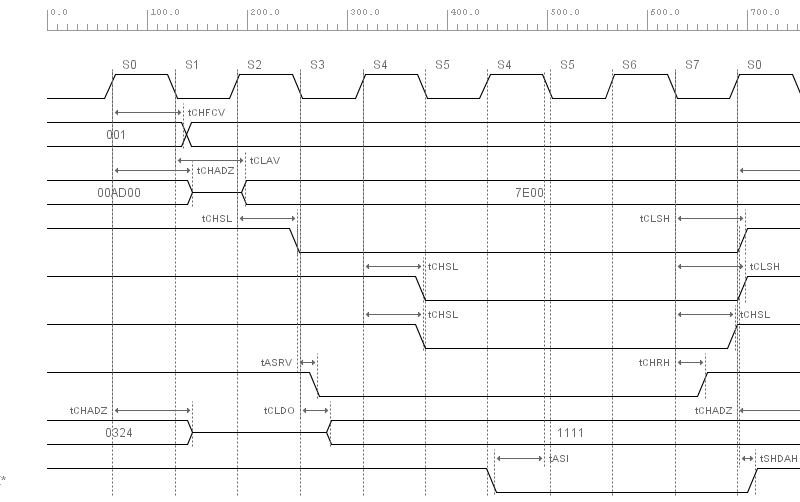 0.0 100.0 200.0 300.0 400.0 500.0 600.0 700.0
S0 S1 S2 S3 S4 S5 S4 S5 S6 S7 S0
tCHFCV
001
tCLAV
tCHADZ
00AD00 7E00
tCHSL tCLSH
tCHSL tCLSH
tCHSL tCHSL
tASRV tCHRH
tCHADZ tCLDO tCHADZ
0324 1111
tASI tSHDAH
*